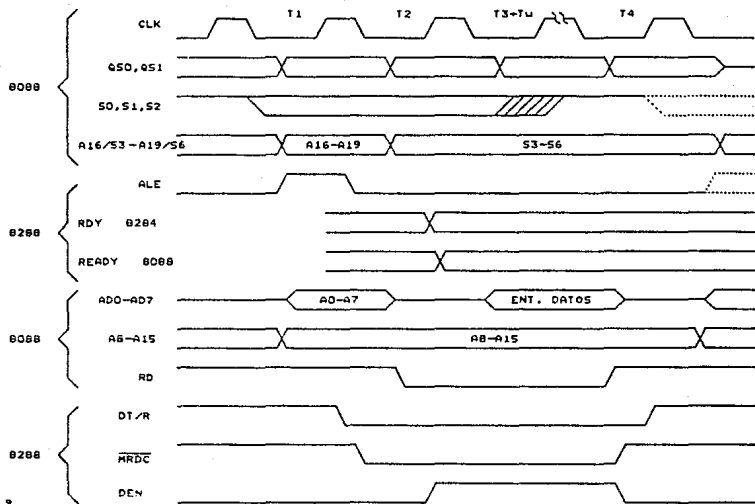 T1 T2 T3+Tw T4
CLK
QS0,QS1
8088
S0,S1,S2
A16/S3-A19/S6 A16-A19 S3-S6
ALE
8288 RDY 8284
READY 8088
AD0-AD7 A0-A7 ENT. DATOS
8088 A8-A15 A8-A15
RD
DT/R
8288 MRDC
DEN